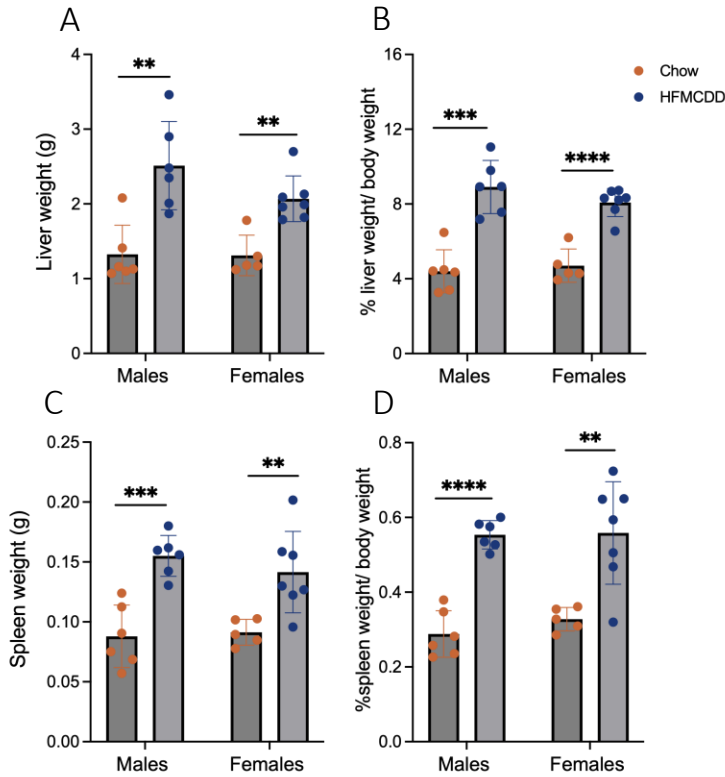 A
Liver weight (g)
4
3
2
1
0
**
**
Males
Females
B
% liver weight/ body weight
16
12
8
4
0
***
****
Males
Females
Chow
HFMCDD
C
Spleen weight (g)
0.25
0.20
0.15
0.10
0.05
0.00
***
**
Males
Females
D
%spleen weight/ body weight
0.8
0.6
0.4
0.2
0.0
****
**
Males
Females